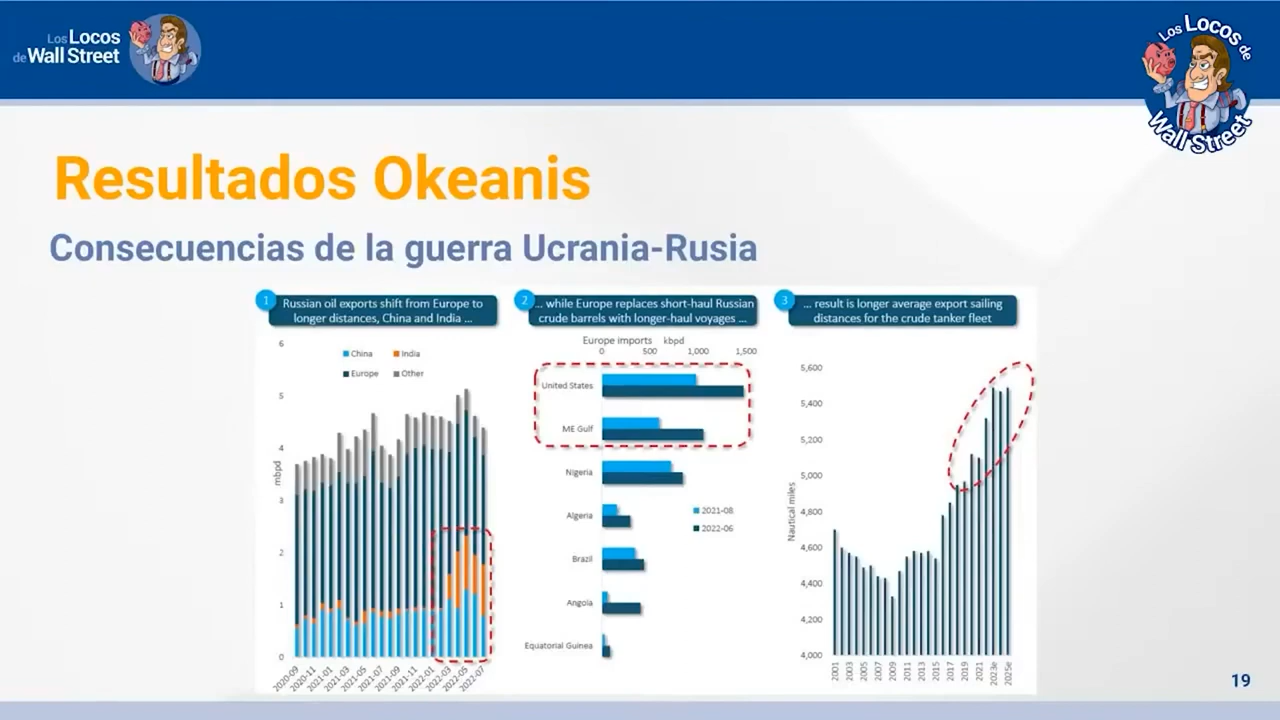 Los Locos
de Wall Street
Los Locos de
Wall Street
Resultados Okeanis
Consecuencias de la guerra Ucrania-Rusia
1
Russian oil exports shift from Europe to
longer distances, China and India ...
6
China
India
Europe
Other
5
4
mbpd
3
2
1
0
2020-09
2020-11
2021-01
2021-03
2021-05
2021-07
2021-09
2021-11
2022-01
2022-03
2022-05
2022-07
2
... while Europe replaces short-haul Russian
crude barrels with longer-haul voyages ...
Europe imports kbpd
0 500 1,000 1,500
United States
ME Gulf
Nigeria
Algeria
Brazil
Angola
Equatorial Guinea
2021-08
2022-06
3
... result is longer average export sailing
distances for the crude tanker fleet
5,600
5,400
5,200
5,000
4,800
4,600
4,400
4,200
4,000
Nautical miles
2001
2003
2005
2007
2009
2011
2013
2015
2017
2019
2021
2023e
2025e
19